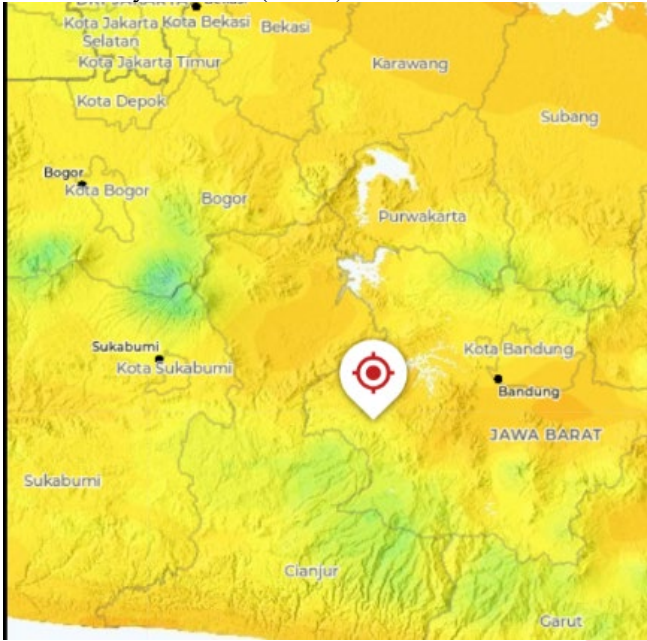 Kota Jakarta
Selatan
Kota Bekasi
Bekasi
Kota Jakarta Timur
Karawang
Kota Depok
Subang
Bogor
Kota Bogor
Bogor
Purwakarta
Sukabumi
Kota Sukabumi
Kota Bandung
Bandung
JAWA BARAT
Sukabumi
Cianjur
Garut